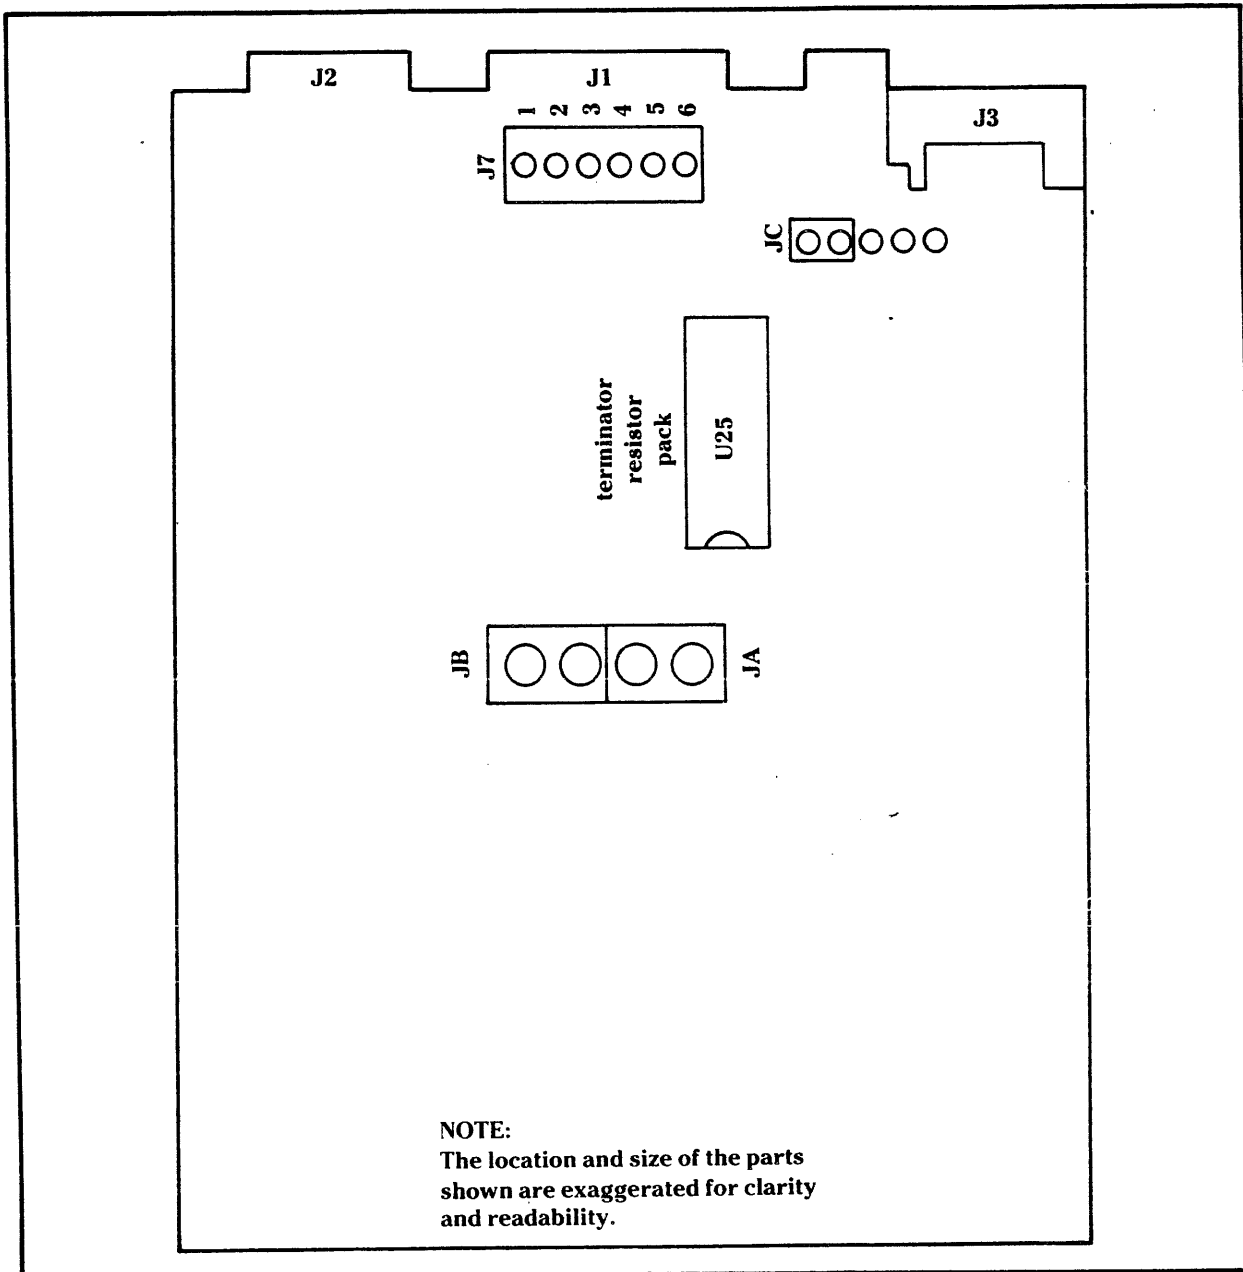 J2
J1
J3
1 2 3 4 5 6
J7
JC
terminator
resistor
pack
U25
JB
JA
NOTE:
The location and size of the parts
shown are exaggerated for clarity
and readability.